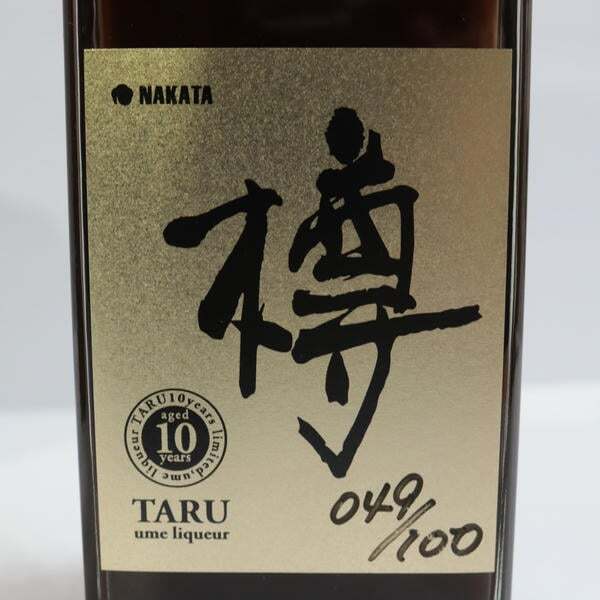 NAKATA
樽
TARU10years limited,ume liqueur
aged
10
years
TARU
ume liqueur
049/100